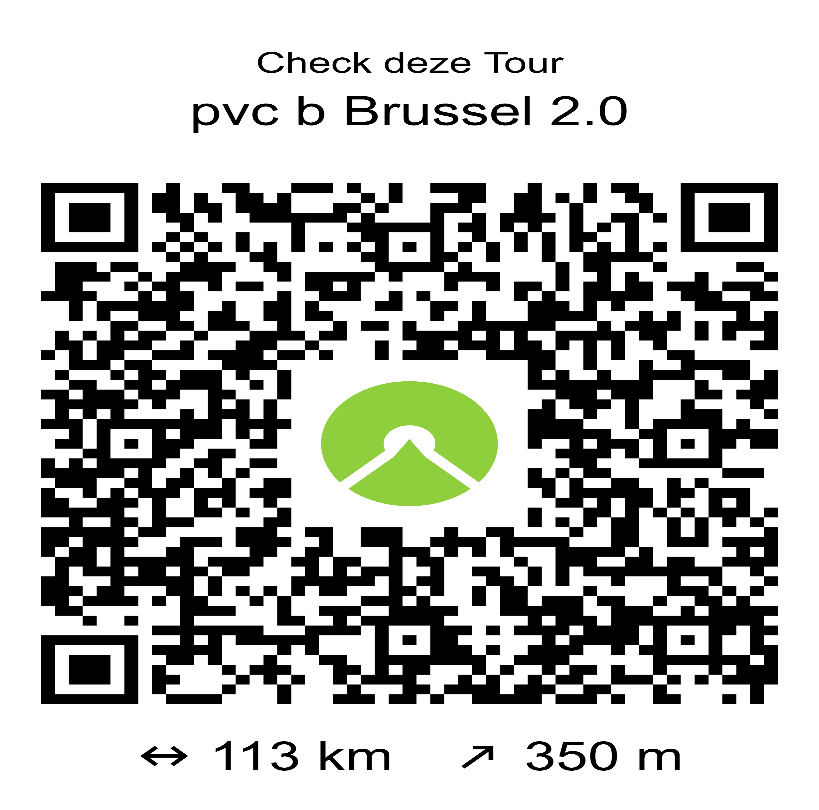 Check deze Tour
pvc b Brussel 2.0
↔ 113 km ↗ 350 m